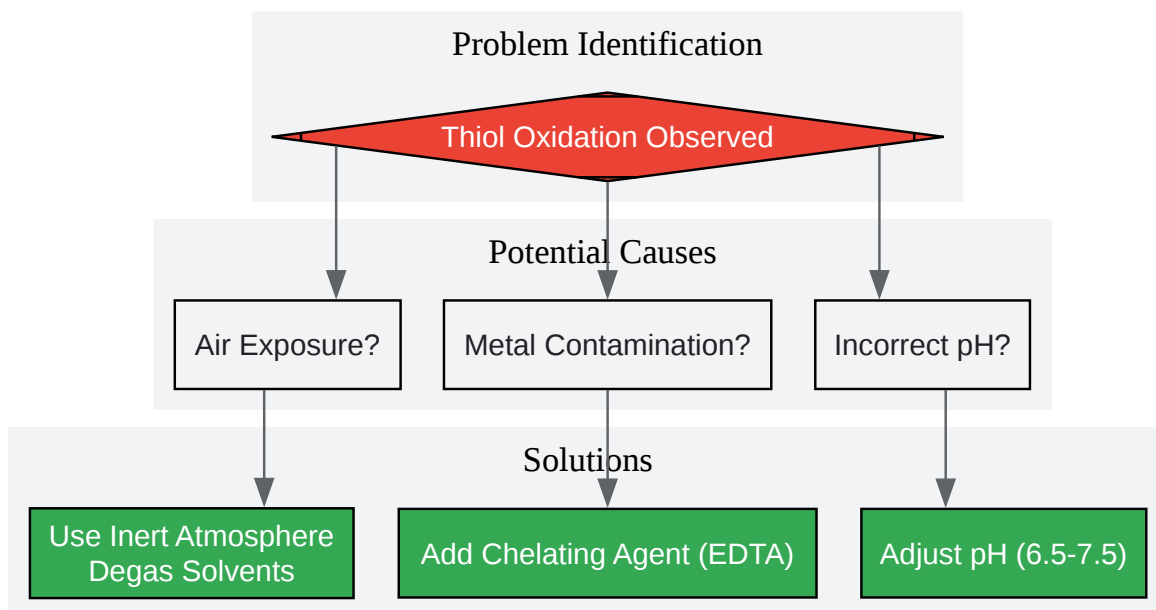 Problem Identification
Thiol Oxidation Observed
Potential Causes
Air Exposure?
Metal Contamination?
Incorrect pH?
Solutions
Use Inert Atmosphere
Degas Solvents
Add Chelating Agent (EDTA)
Adjust pH (6.5-7.5)